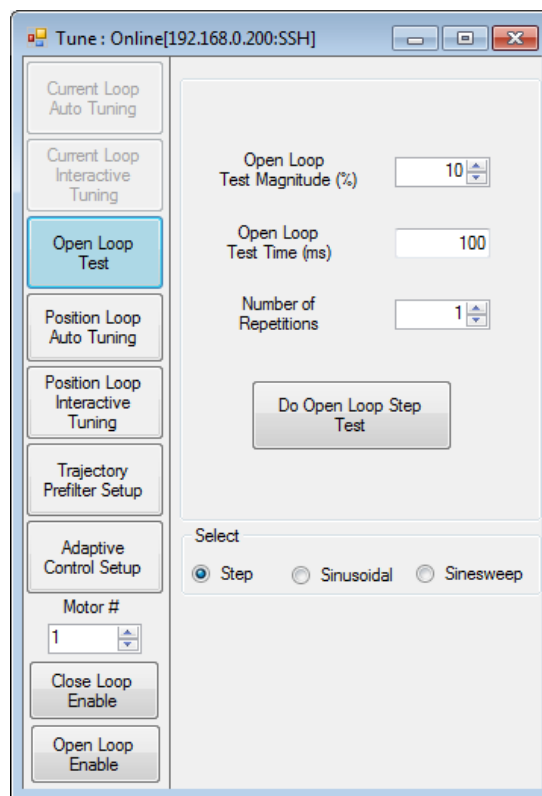 Tune : Online[192.168.0.200:SSH]
Current Loop
Auto Tuning
Current Loop
Interactive
Tuning
Open Loop
Test
Position Loop
Auto Tuning
Position Loop
Interactive
Tuning
Trajectory
Prefilter Setup
Adaptive
Control Setup
Motor #
1
Close Loop
Enable
Open Loop
Enable
Open Loop
Test Magnitude (%)
10
Open Loop
Test Time (ms)
100
Number of
Repetitions
1
Do Open Loop Step
Test
Select
Step
Sinusoidal
Sinesweep